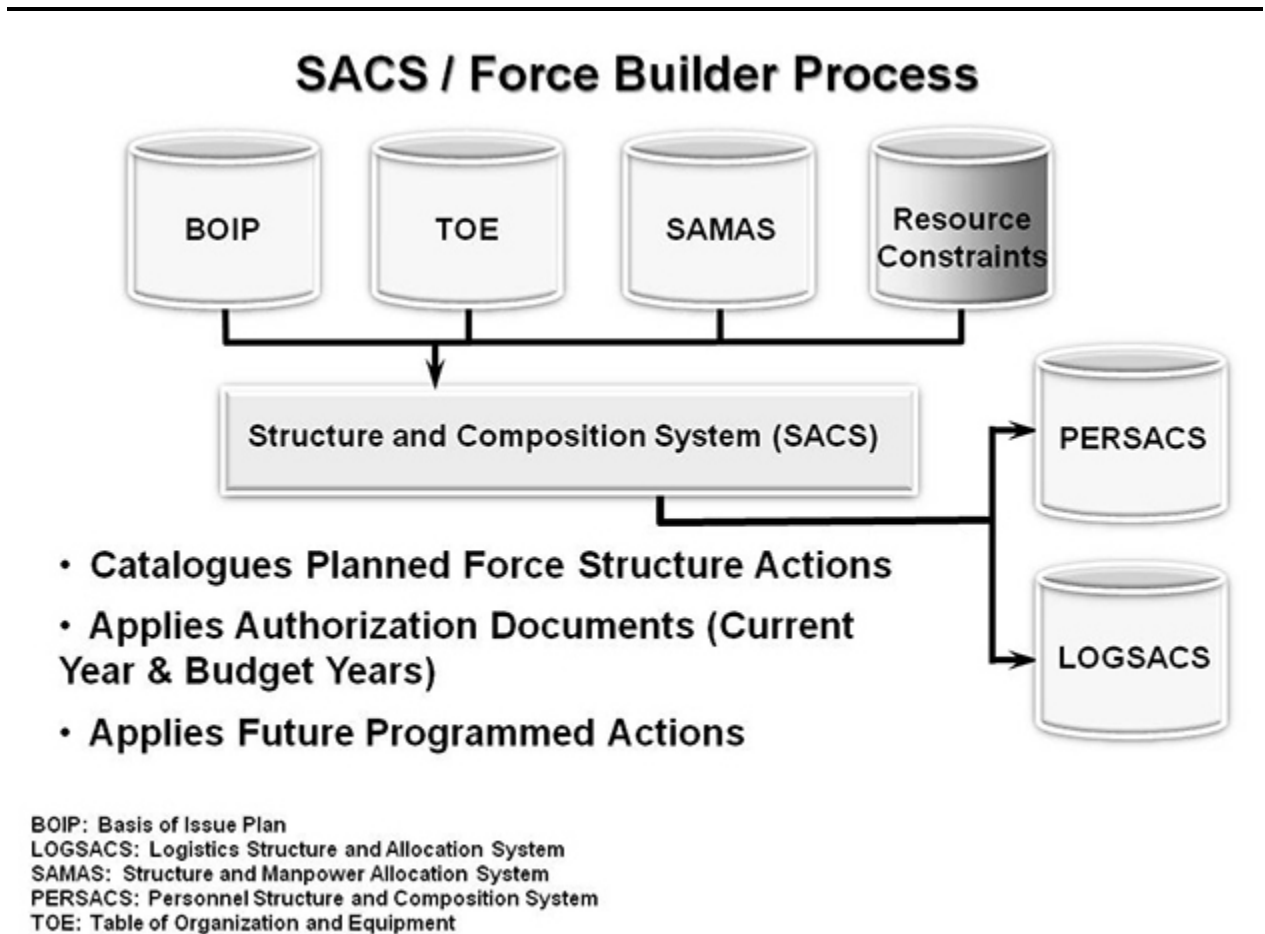 SACS / Force Builder Process
BOIP
TOE
SAMAS
Resource
Constraints
Structure and Composition System (SACS)
PERSACS
LOGSACS
• Catalogues Planned Force Structure Actions
• Applies Authorization Documents (Current
Year & Budget Years)
• Applies Future Programmed Actions
BOIP: Basis of Issue Plan
LOGSACS: Logistics Structure and Allocation System
SAMAS: Structure and Manpower Allocation System
PERSACS: Personnel Structure and Composition System
TOE: Table of Organization and Equipment